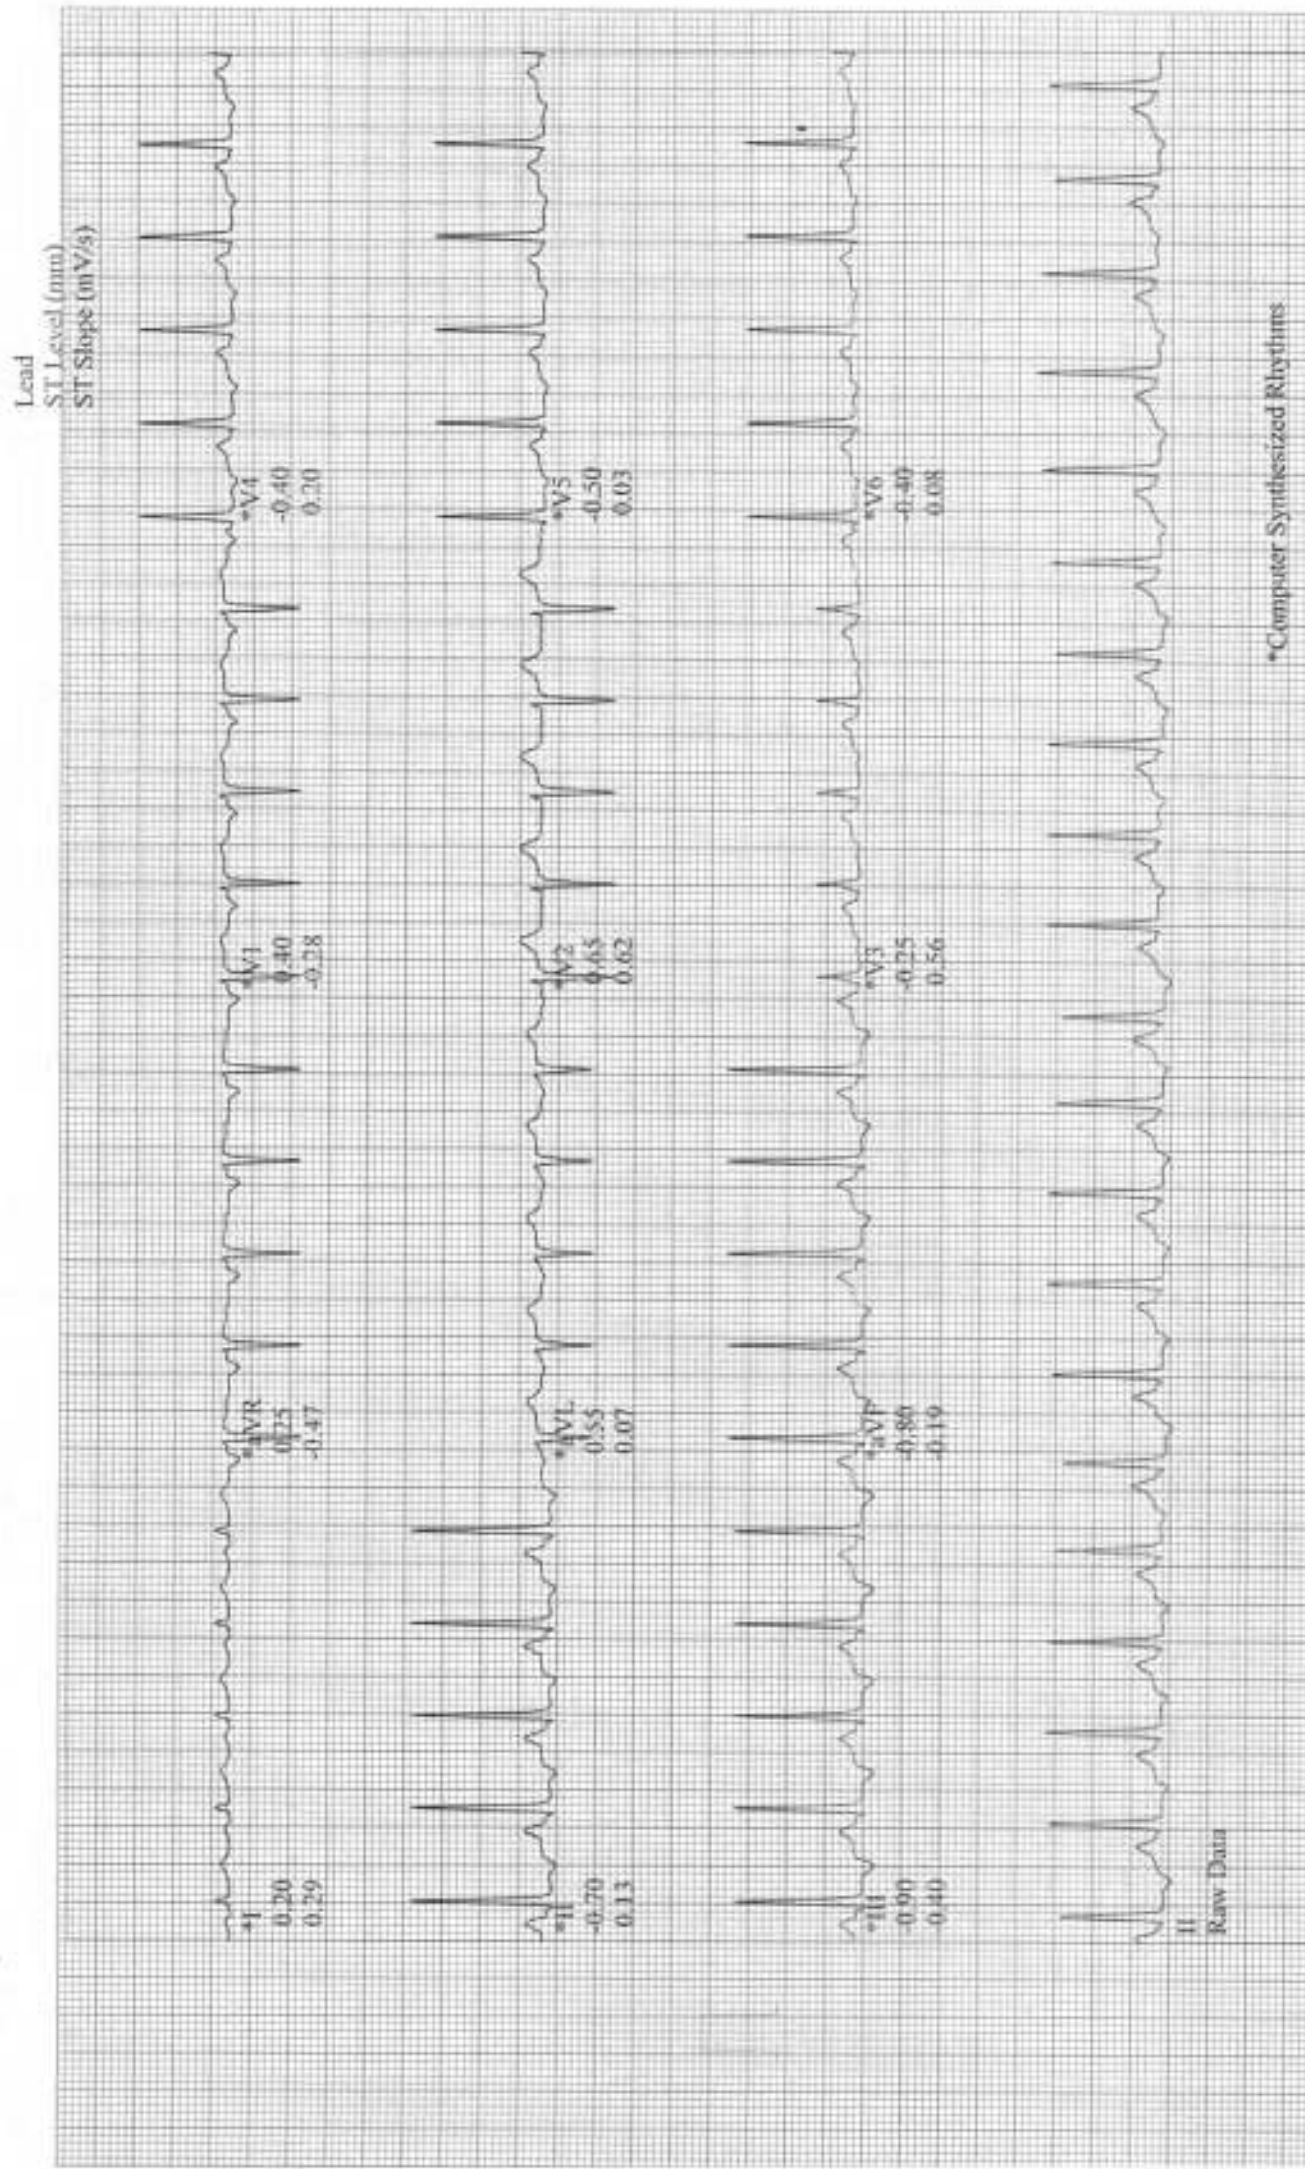 Lead
ST Level (mm)
ST Slope (mV/s)
*I
0.20
0.29
*aVR
0.25
-0.47
*V1
0.40
-0.28
*V4
-0.40
0.20
*II
-0.70
0.13
*aVL
0.55
0.07
*V2
0.65
0.62
*V5
-0.50
0.03
*III
-0.90
0.40
*aVF
-0.80
-0.19
*V3
-0.25
0.56
*V6
-0.40
0.08
II
Raw Data
*Computer Synthesized Rhythms